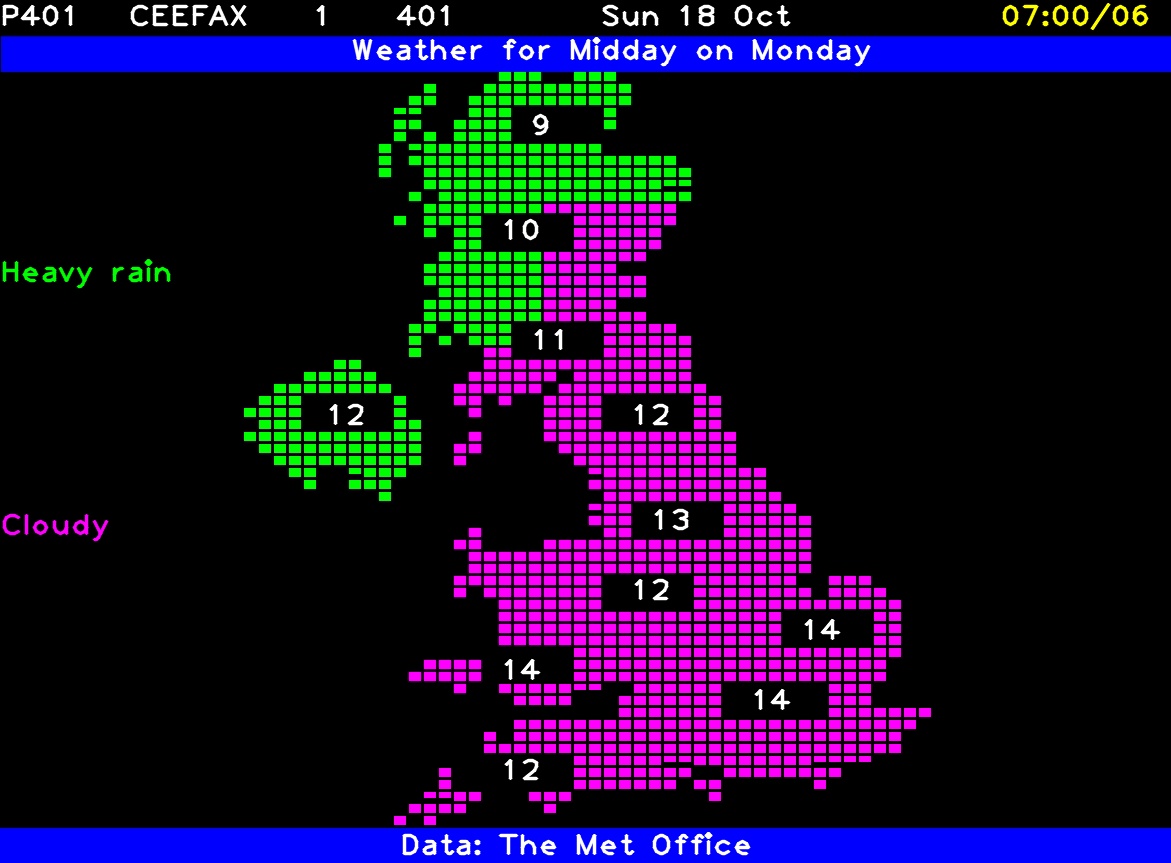 P401 CEEFAX 1 401 Sun 18 Oct 07:00/06
Weather for Midday on Monday
9
10
Heavy rain
11
12 12
13
Cloudy
12
14
14
14
12
Data: The Met Office